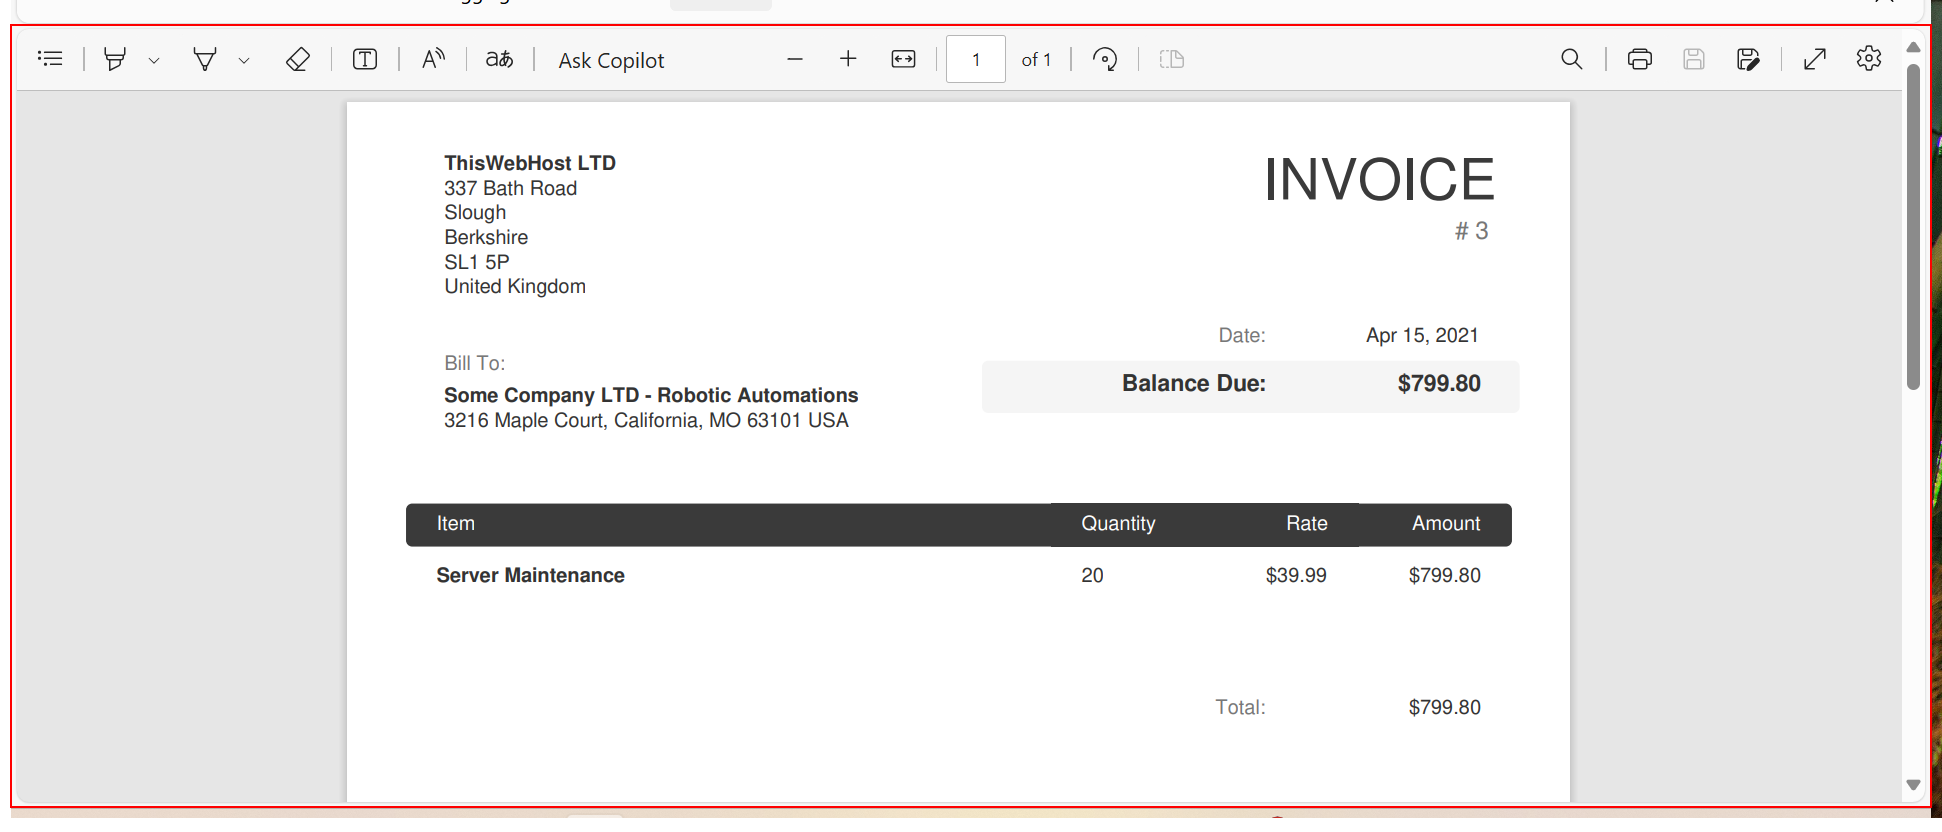 Ask Copilot
1 of 1
ThisWebHost LTD
337 Bath Road
Slough
Berkshire
SL1 5P
United Kingdom
INVOICE
# 3
Date: Apr 15, 2021
Balance Due: $799.80
Bill To:
Some Company LTD - Robotic Automations
3216 Maple Court, California, MO 63101 USA
Item Quantity Rate Amount
Server Maintenance 20 $39.99 $799.80
Total: $799.80